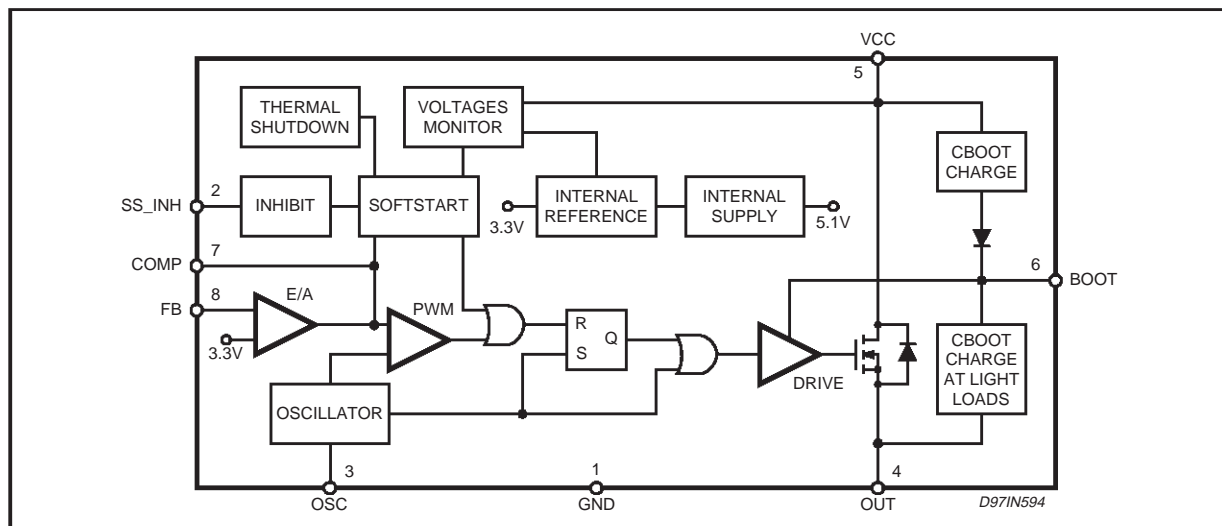 VCC
5
THERMAL
SHUTDOWN
VOLTAGES
MONITOR
CBOOT
CHARGE
SS_INH
2
INHIBIT
SOFTSTART
3.3V
INTERNAL
REFERENCE
INTERNAL
SUPPLY
5.1V
COMP
7
6
BOOT
FB
8
E/A
3.3V
PWM
R
S
Q
DRIVE
CBOOT
CHARGE
AT LIGHT
LOADS
OSCILLATOR
3
OSC
1
GND
4
OUT
D97IN594